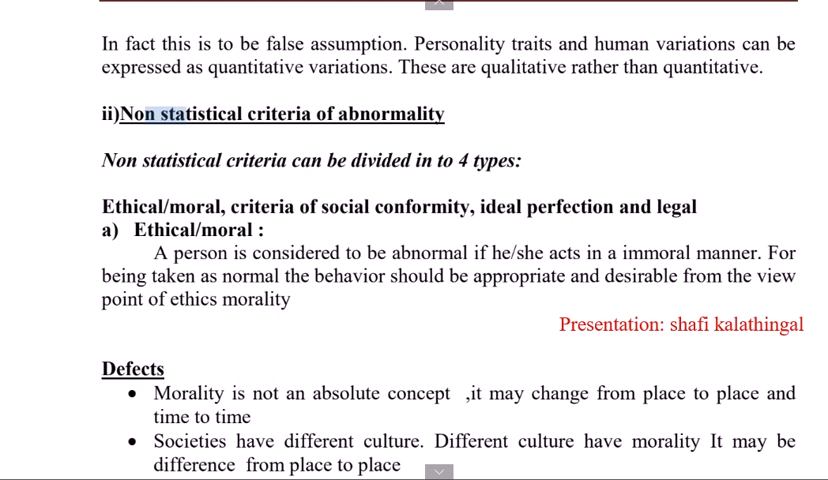 In fact this is to be false assumption. Personality traits and human variations can be
expressed as quantitative variations. These are qualitative rather than quantitative.
ii)Non statistical criteria of abnormality
Non statistical criteria can be divided in to 4 types:
Ethical/moral, criteria of social conformity, ideal perfection and legal
a) Ethical/moral :
A person is considered to be abnormal if he/she acts in a immoral manner. For
being taken as normal the behavior should be appropriate and desirable from the view
point of ethics morality
Presentation: shafi kalathingal
Defects
• Morality is not an absolute concept ,it may change from place to place and
time to time
• Societies have different culture. Different culture have morality It may be
difference from place to place